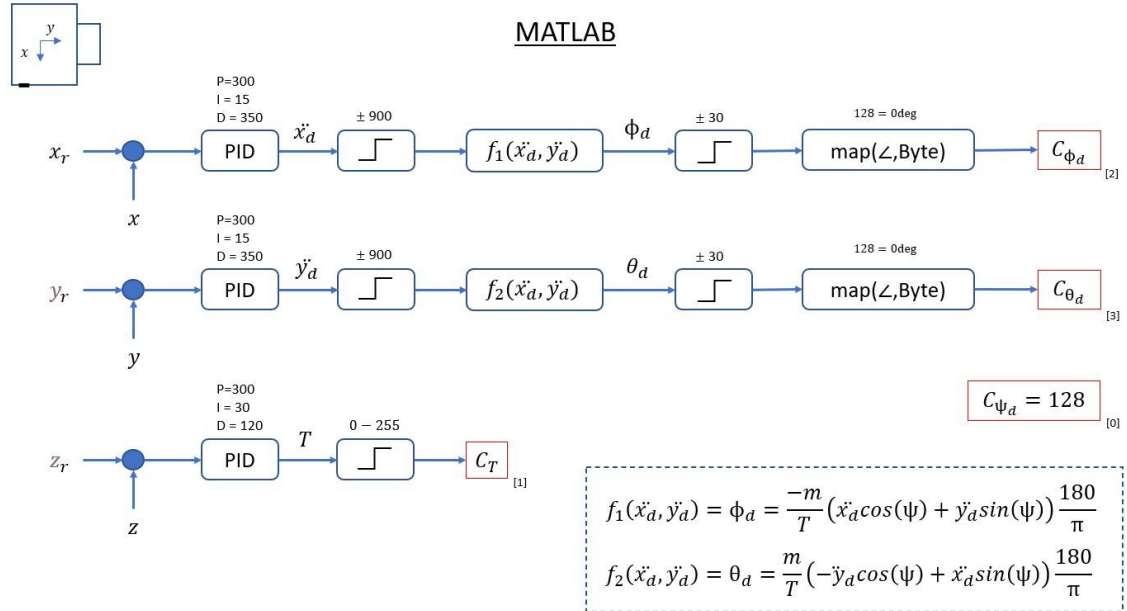 MATLAB
y
x
P=300
I = 15
D = 350
x_r
PID
ẍ_d
± 900
f₁(ẍ_d, ÿ_d)
ϕ_d
± 30
128 = 0deg
map(∠,Byte)
C_ϕ_d
[2]
x
P=300
I = 15
D = 350
y_r
PID
ÿ_d
± 900
f₂(ẍ_d, ÿ_d)
θ_d
± 30
128 = 0deg
map(∠,Byte)
C_θ_d
[3]
y
P=300
I = 30
D = 120
z_r
PID
T
0 − 255
C_T
[1]
z
C_ψ_d = 128
[0]
f₁(ẍ_d, ÿ_d) = ϕ_d = −m/T (ẍ_d cos(ψ) + ÿ_d sin(ψ)) 180/π
f₂(ẍ_d, ÿ_d) = θ_d = m/T (−ÿ_d cos(ψ) + ẍ_d sin(ψ)) 180/π